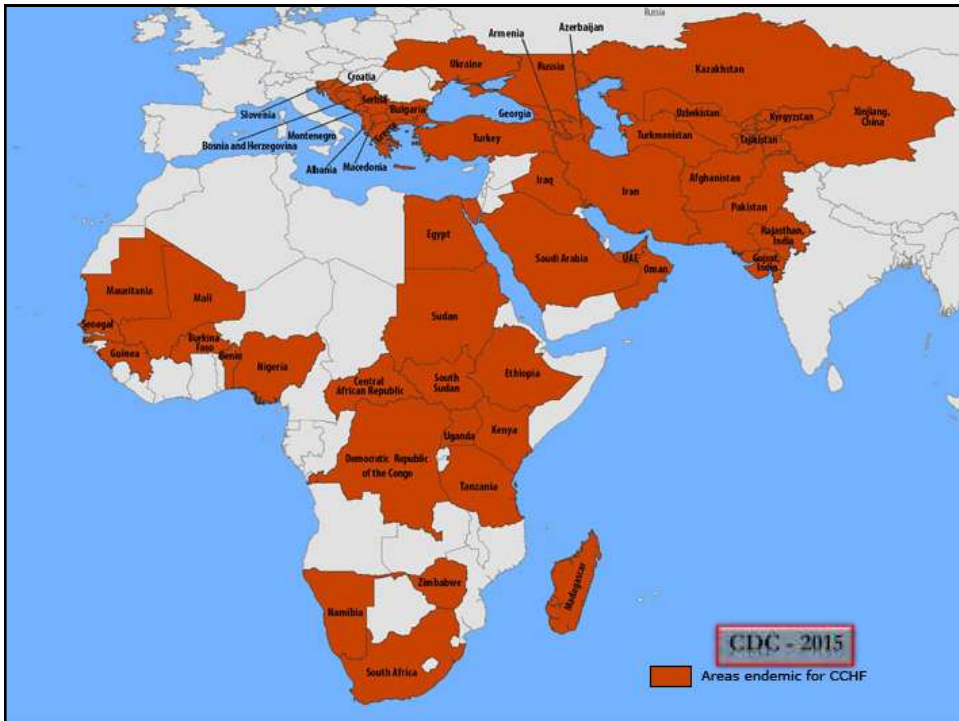 Russia
Azerbaijan
Armenia
Ukraine
Russia
Kazakhstan
Croatia
Slovenia
Serbia
Bulgaria
Georgia
Uzbekistan
Kyrgyzstan
Xinjiang,
China
Montenegro
Bosnia and Herzegovina
Turkey
Turkmenistan
Tajikistan
Albania
Macedonia
Greece
Iraq
Iran
Afghanistan
Pakistan
Egypt
Saudi Arabia
UAE
Oman
Rajasthan,
India
Gujrat,
India
Mauritania
Mali
Sudan
Senegal
Guinea
Burkina
Faso
Benin
Nigeria
Central
African Republic
South
Sudan
Ethiopia
Uganda
Kenya
Democratic Republic
of the Congo
Tanzania
Zimbabwe
Namibia
Madagascar
South Africa
CDC - 2015
Areas endemic for CCHF